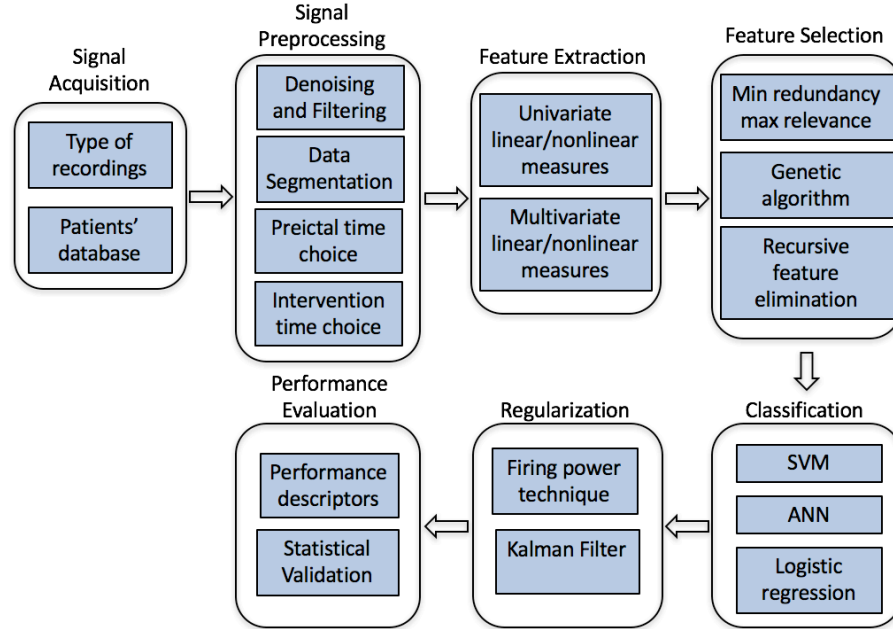 Signal
Acquisition
Type of
recordings
Patients'
database
Signal
Preprocessing
Denoising
and Filtering
Data
Segmentation
Preictal time
choice
Intervention
time choice
Feature Extraction
Univariate
linear/nonlinear
measures
Multivariate
linear/nonlinear
measures
Feature Selection
Min redundancy
max relevance
Genetic
algorithm
Recursive
feature
elimination
Classification
SVM
ANN
Logistic
regression
Regularization
Firing power
technique
Kalman Filter
Performance
Evaluation
Performance
descriptors
Statistical
Validation